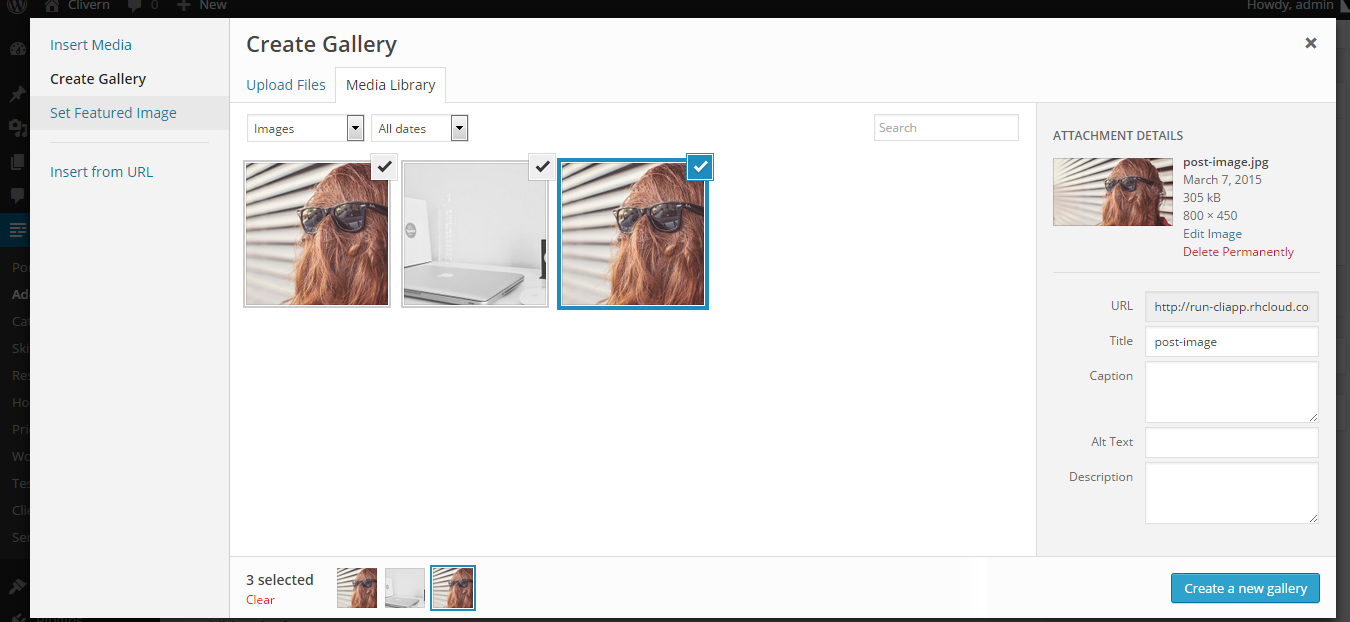 Clivern
0
New
Howdy, admin
Insert Media
Create Gallery
Set Featured Image
Insert from URL
Create Gallery
Upload Files
Media Library
Images
All dates
Search
ATTACHMENT DETAILS
post-image.jpg
March 7, 2015
305 kB
800 × 450
Edit Image
Delete Permanently
URL
http://run-cliapp.rhcloud.co
Title
post-image
Caption
Alt Text
Description
3 selected
Clear
Create a new gallery